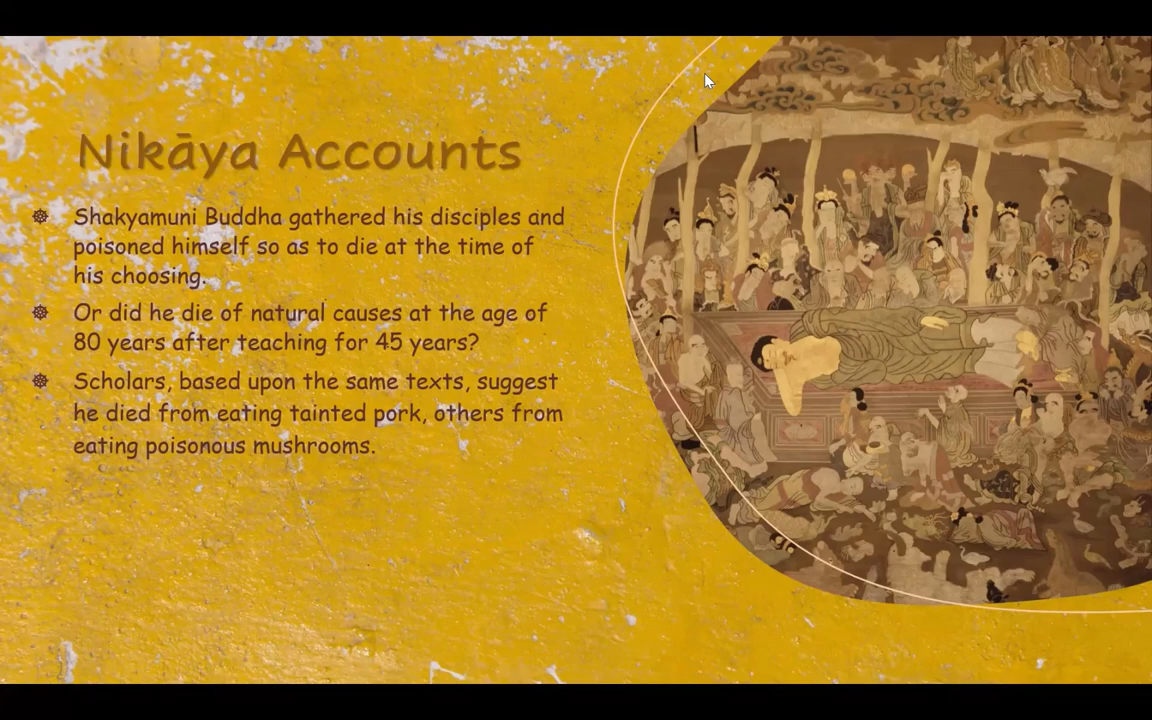 Nikāya Accounts
Shakyamuni Buddha gathered his disciples and
poisoned himself so as to die at the time of
his choosing.
Or did he die of natural causes at the age of
80 years after teaching for 45 years?
Scholars, based upon the same texts, suggest
he died from eating tainted pork, others from
eating poisonous mushrooms.